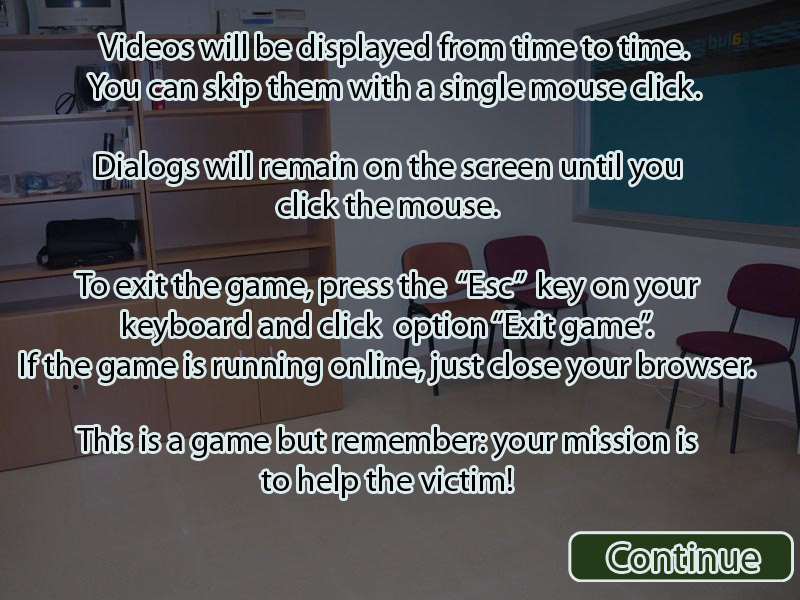 Videos will be displayed from time to time.
You can skip them with a single mouse click.
Dialogs will remain on the screen until you
click the mouse.
To exit the game, press the “Esc” key on your
keyboard and click option “Exit game”.
If the game is running online, just close your browser.
This is a game but remember: your mission is
to help the victim!
Continue